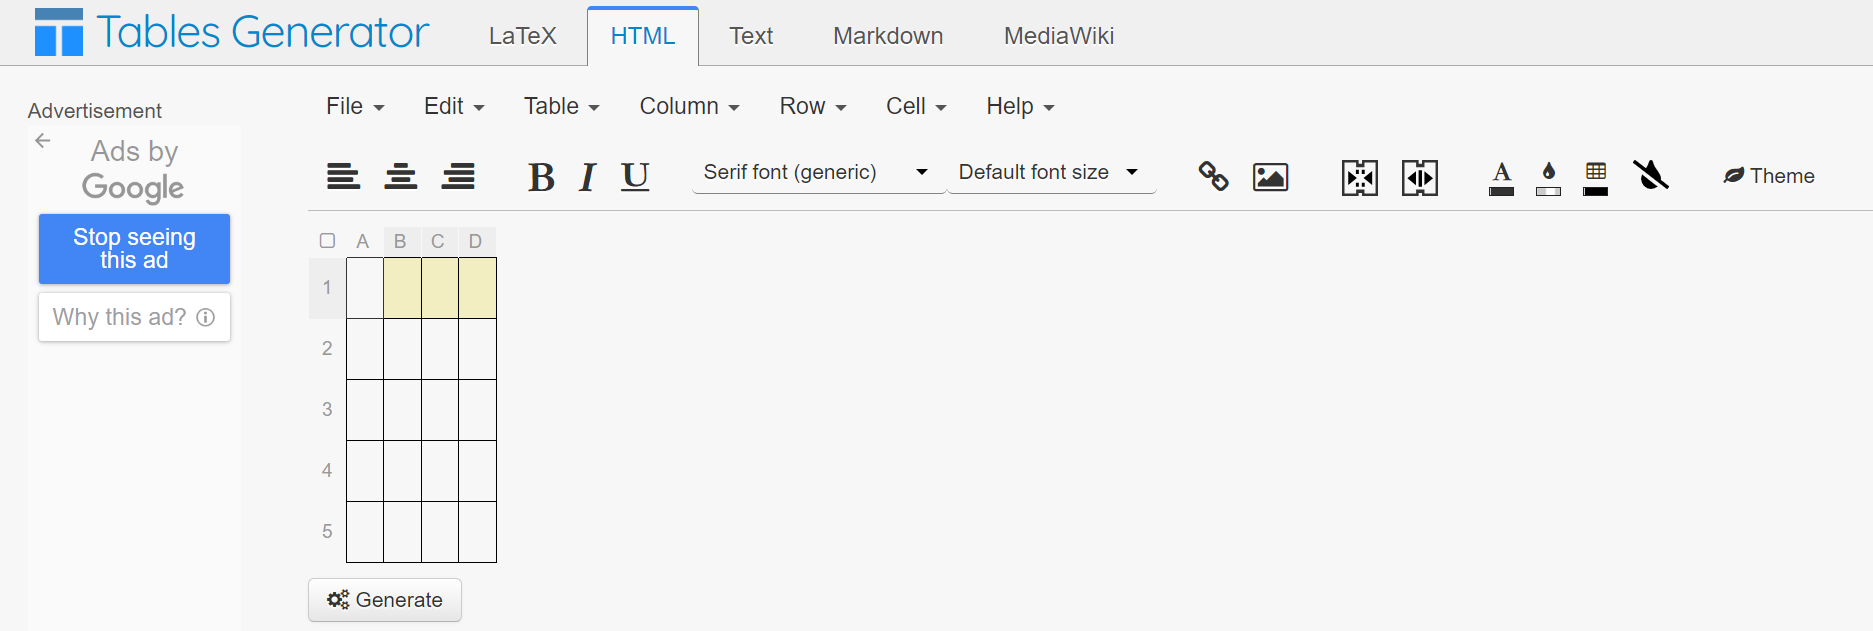 Tables Generator LaTeX HTML Text Markdown MediaWiki
Advertisement
Ads by
Google
Stop seeing
this ad
Why this ad?
File Edit Table Column Row Cell Help
B I U Serif font (generic) Default font size A Theme
A B C D
1
2
3
4
5
Generate